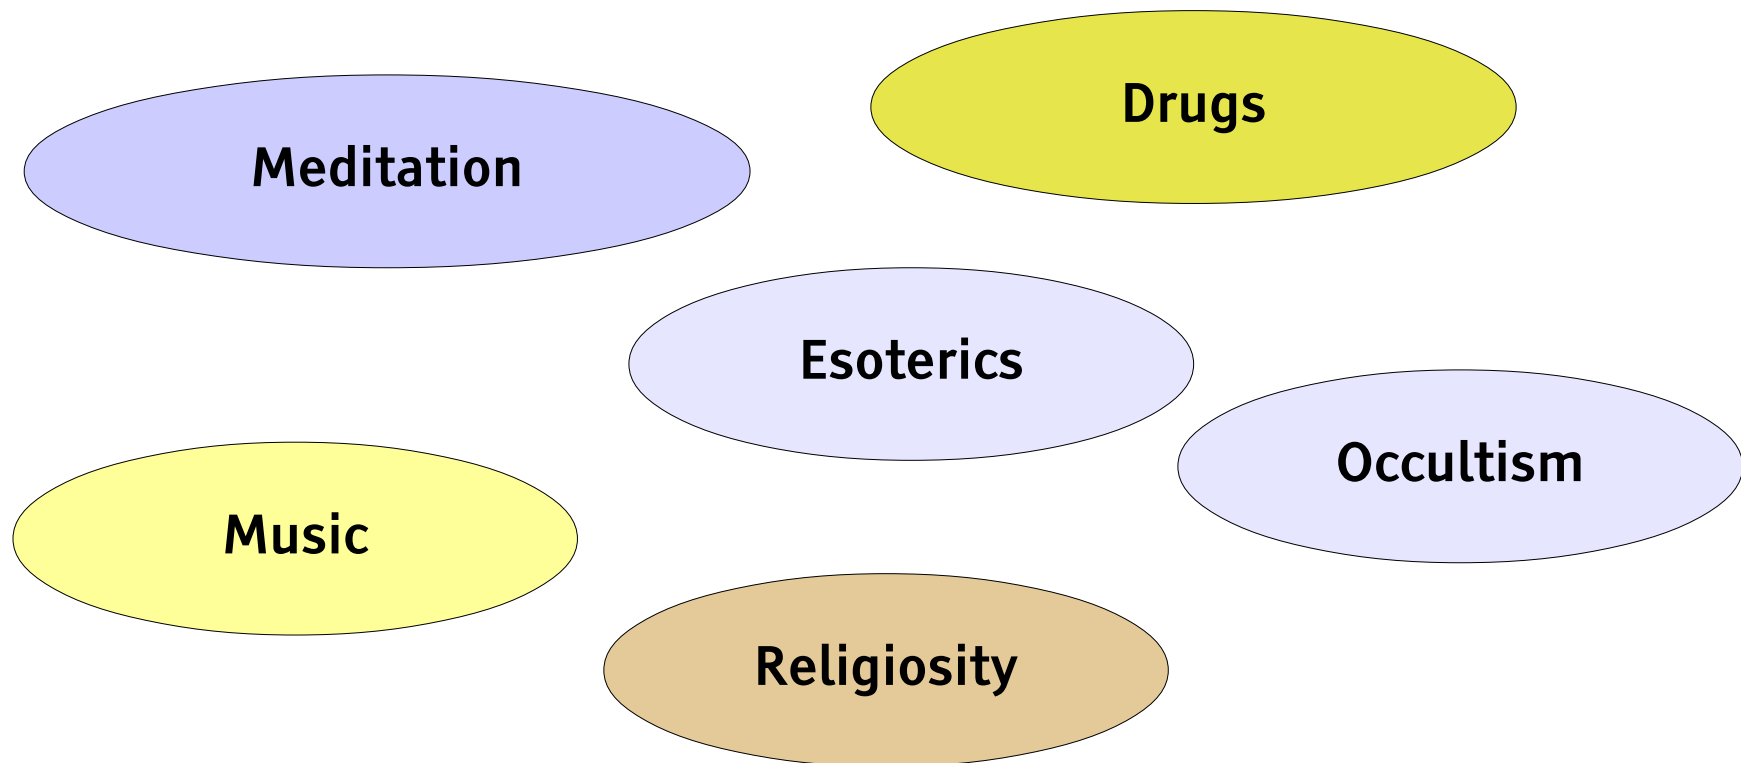 Drugs
Meditation
Esoterics
Occultism
Music
Religiosity